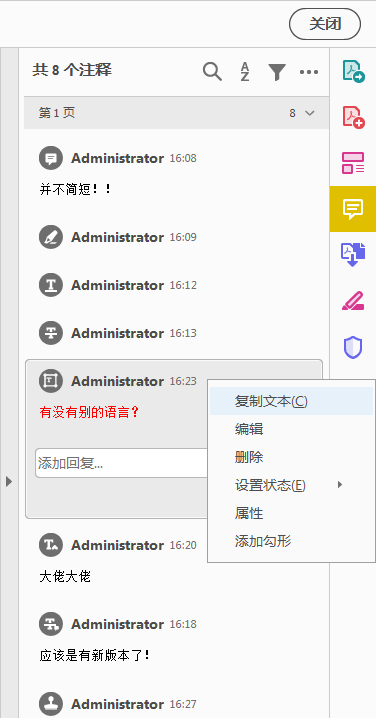 关闭
共 8 个注释
第 1 页 8
Administrator 16:08
并不简短！！
Administrator 16:09
Administrator 16:12
Administrator 16:13
Administrator 16:23
有没有别的语言？
添加回复...
复制文本(C)
编辑
删除
设置状态(E)
属性
添加勾形
Administrator 16:20
大佬大佬
Administrator 16:18
应该是有新版本了！
Administrator 16:27